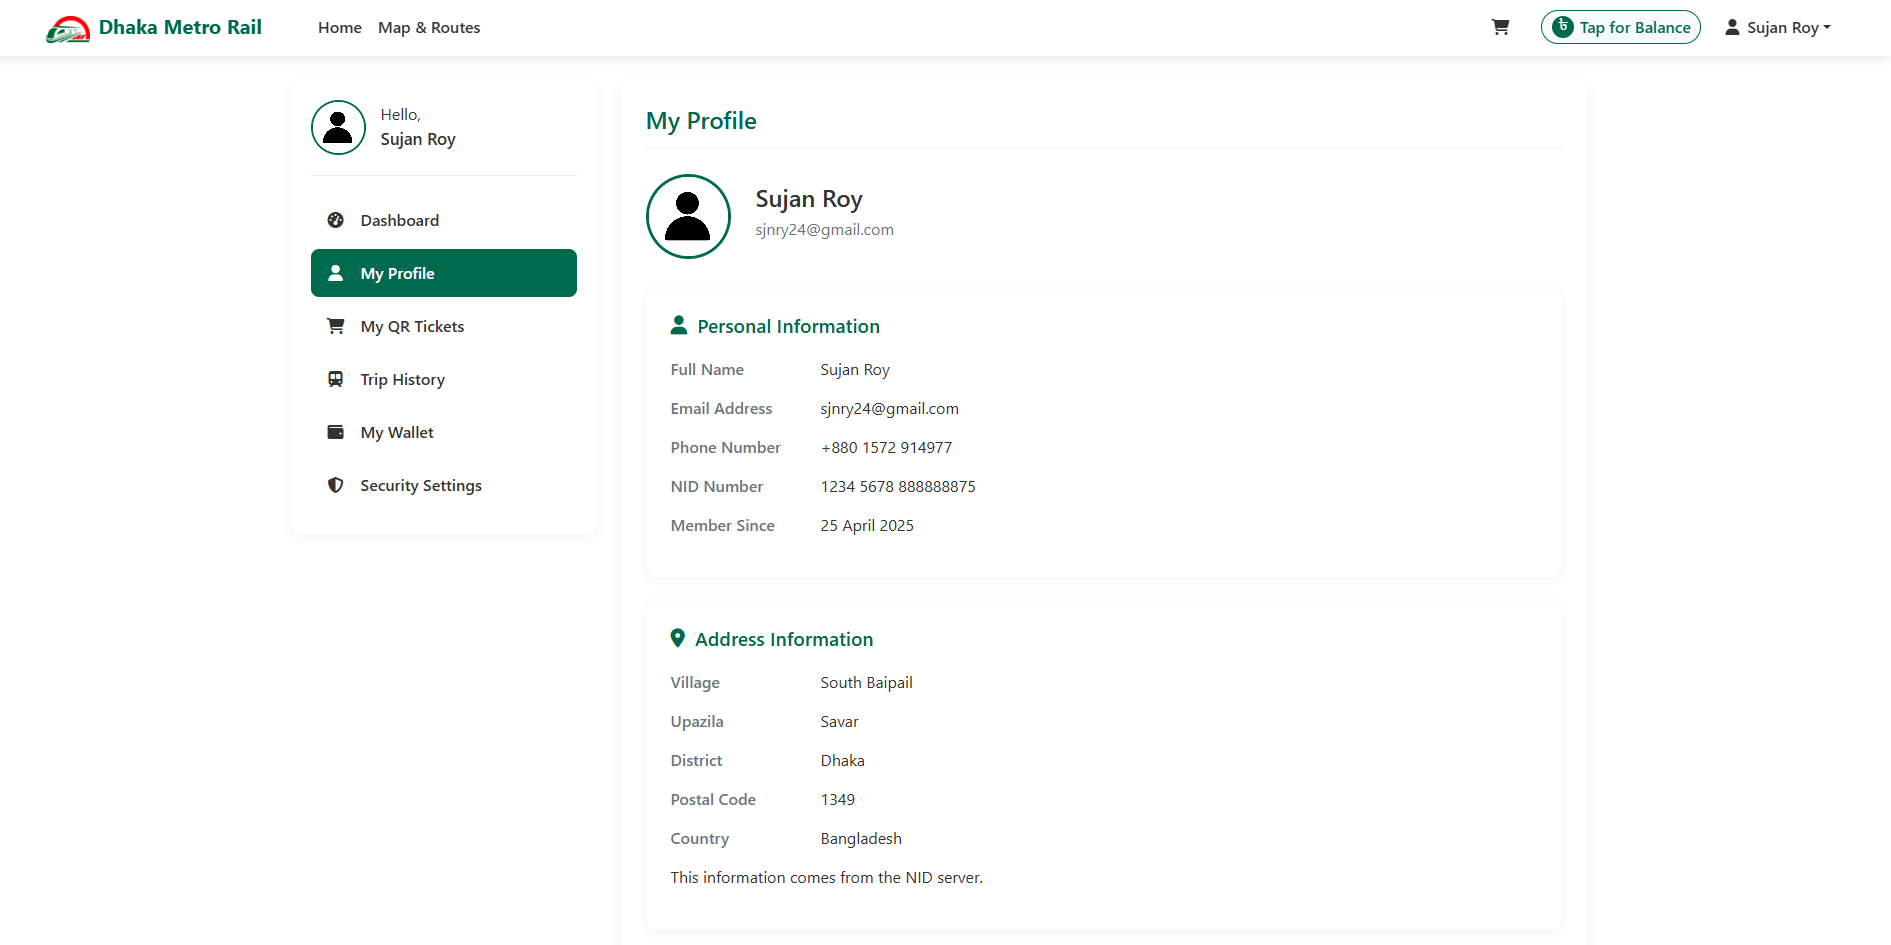 Dhaka Metro Rail
Home
Map & Routes
৳ Tap for Balance
Sujan Roy
Hello,
Sujan Roy
Dashboard
My Profile
My QR Tickets
Trip History
My Wallet
Security Settings
My Profile
Sujan Roy
sjnry24@gmail.com
Personal Information
Full Name Sujan Roy
Email Address sjnry24@gmail.com
Phone Number +880 1572 914977
NID Number 1234 5678 888888875
Member Since 25 April 2025
Address Information
Village South Baipail
Upazila Savar
District Dhaka
Postal Code 1349
Country Bangladesh
This information comes from the NID server.